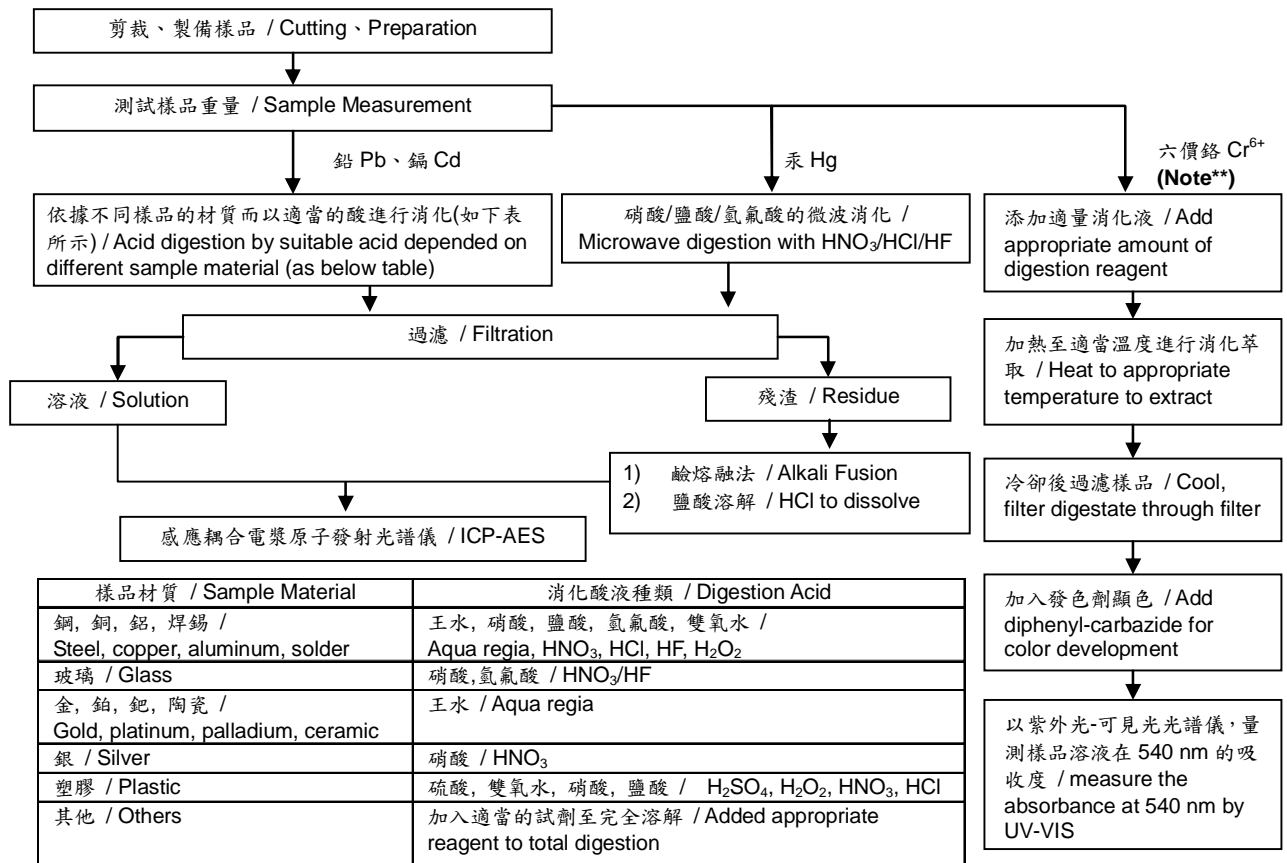 剪裁、製備樣品 / Cutting、Preparation
測試樣品重量 / Sample Measurement
鉛 Pb、鎘 Cd
汞 Hg
六價鉻 Cr⁶⁺
(Note**)
依據不同樣品的材質而以適當的酸進行消化(如下表
所示) / Acid digestion by suitable acid depended on
different sample material (as below table)
硝酸/鹽酸/氫氟酸的微波消化 /
Microwave digestion with HNO₃/HCl/HF
添加適量消化液 / Add
appropriate amount of
digestion reagent
過濾 / Filtration
加熱至適當溫度進行消化萃
取 / Heat to appropriate
temperature to extract
溶液 / Solution
殘渣 / Residue
1) 鹼熔融法 / Alkali Fusion
2) 鹽酸溶解 / HCl to dissolve
冷卻後過濾樣品 / Cool,
filter digestate through filter
感應耦合電漿原子發射光譜儀 / ICP-AES
加入發色劑顯色 / Add
diphenyl-carbazide for
color development
以紫外光-可見光光譜儀，量
測樣品溶液在 540 nm 的吸
收度 / measure the
absorbance at 540 nm by
UV-VIS
樣品材質 / Sample Material
消化酸液種類 / Digestion Acid
鋼, 銅, 鋁, 焊錫 /
Steel, copper, aluminum, solder
王水, 硝酸, 鹽酸, 氫氟酸, 雙氧水 /
Aqua regia, HNO₃, HCl, HF, H₂O₂
玻璃 / Glass
硝酸,氫氟酸 / HNO₃/HF
金, 鉑, 鈀, 陶瓷 /
Gold, platinum, palladium, ceramic
王水 / Aqua regia
銀 / Silver
硝酸 / HNO₃
塑膠 / Plastic
硫酸, 雙氧水, 硝酸, 鹽酸 / H₂SO₄, H₂O₂, HNO₃, HCl
其他 / Others
加入適當的試劑至完全溶解 / Added appropriate
reagent to total digestion